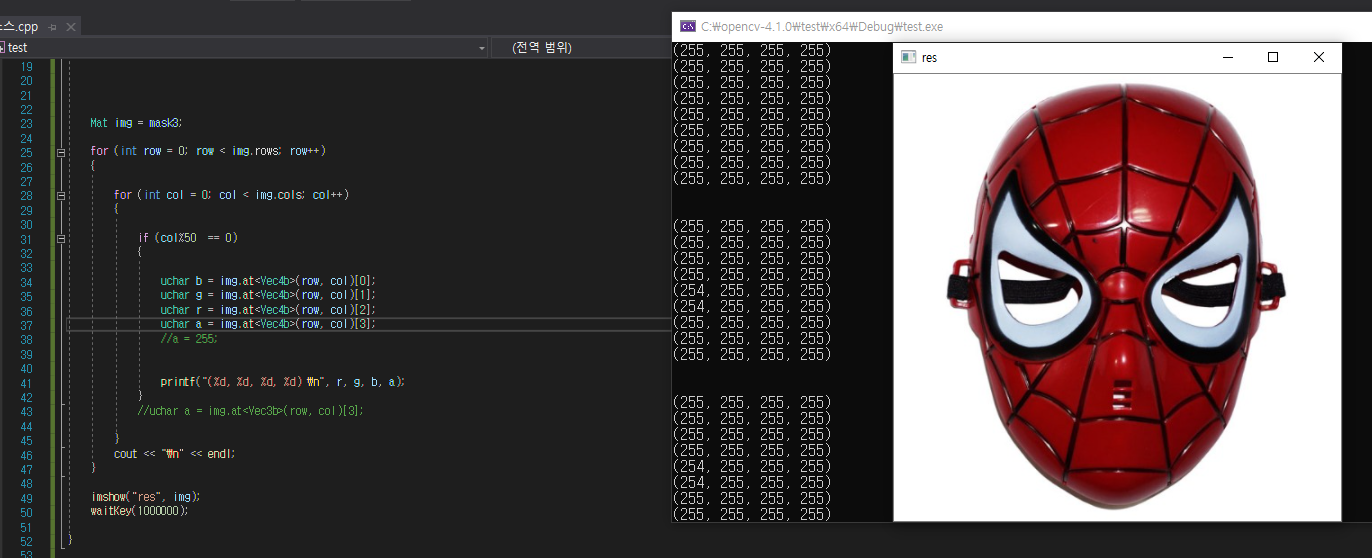 스.cpp
test
(전역 범위)
19
20
21
22
23 Mat img = mask3;
24
25 for (int row = 0; row < img.rows; row++)
26 {
27
28 for (int col = 0; col < img.cols; col++)
29 {
30
31 if (col%50 == 0)
32 {
33
34 uchar b = img.at<Vec4b>(row, col)[0];
35 uchar g = img.at<Vec4b>(row, col)[1];
36 uchar r = img.at<Vec4b>(row, col)[2];
37 uchar a = img.at<Vec4b>(row, col)[3];
38 //a = 255;
39
40
41 printf("(%d, %d, %d, %d) ₩n", r, g, b, a);
42 }
43 //uchar a = img.at<Vec3b>(row, col)[3];
44
45 }
46 cout << "₩n" << endl;
47 }
48
49 imshow("res", img);
50 waitKey(1000000);
51
52 }
53
C:₩opencv-4.1.0₩test₩x64₩Debug₩test.exe
(255, 255, 255, 255)
(255, 255, 255, 255)
(255, 255, 255, 255)
(255, 255, 255, 255)
(255, 255, 255, 255)
(255, 255, 255, 255)
(255, 255, 255, 255)
(255, 255, 255, 255)
(255, 255, 255, 255)
(255, 255, 255, 255)
(255, 255, 255, 255)
(255, 255, 255, 255)
(255, 255, 255, 255)
(254, 255, 255, 255)
(254, 255, 255, 255)
(255, 255, 255, 255)
(255, 255, 255, 255)
(255, 255, 255, 255)
(255, 255, 255, 255)
(255, 255, 255, 255)
(255, 255, 255, 255)
(255, 255, 255, 255)
(254, 255, 255, 255)
(254, 255, 255, 255)
(255, 255, 255, 255)
(255, 255, 255, 255)
res